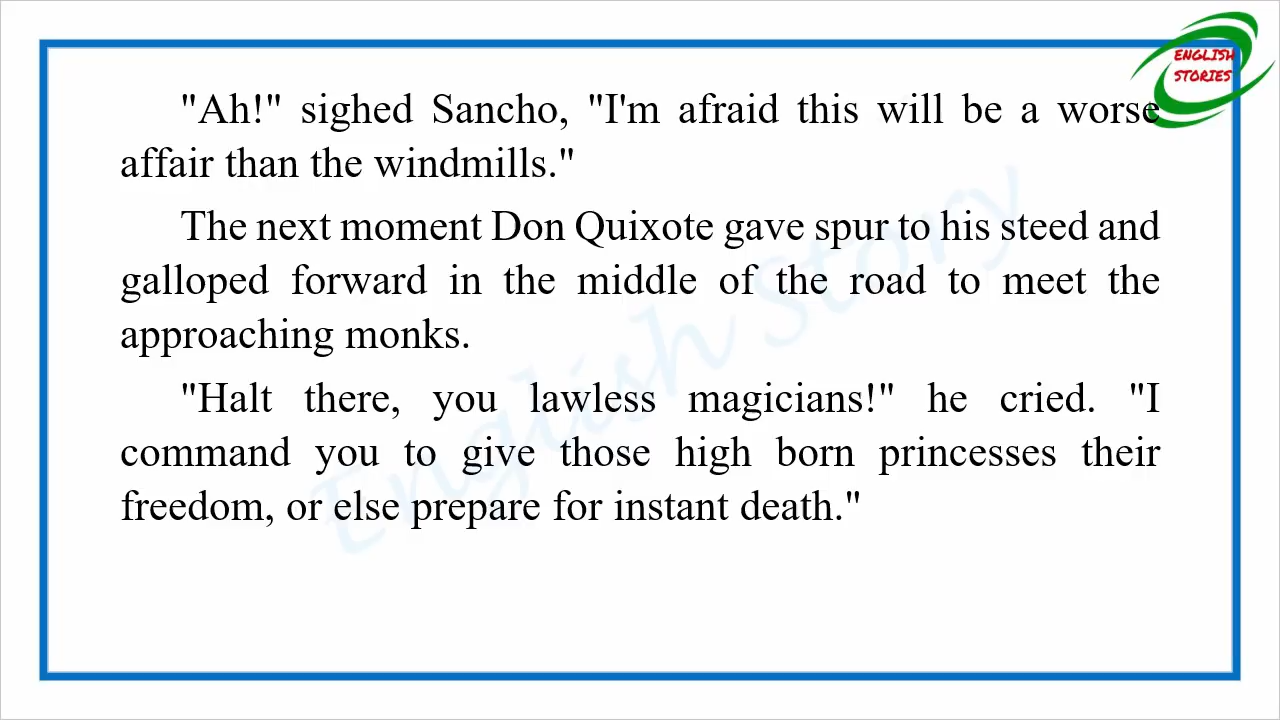 ENGLISH
STORIES
"Ah!" sighed Sancho, "I'm afraid this will be a worse
affair than the windmills."
The next moment Don Quixote gave spur to his steed and
galloped forward in the middle of the road to meet the
approaching monks.
"Halt there, you lawless magicians!" he cried. "I
command you to give those high born princesses their
freedom, or else prepare for instant death."
English Story